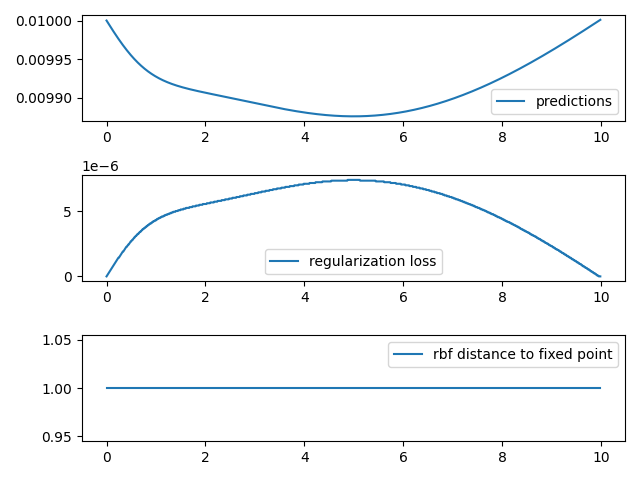 0.01000
0.00995
0.00990
predictions
0 2 4 6 8 10
1e−6
5
0
regularization loss
0 2 4 6 8 10
1.05
1.00
0.95
rbf distance to fixed point
0 2 4 6 8 10